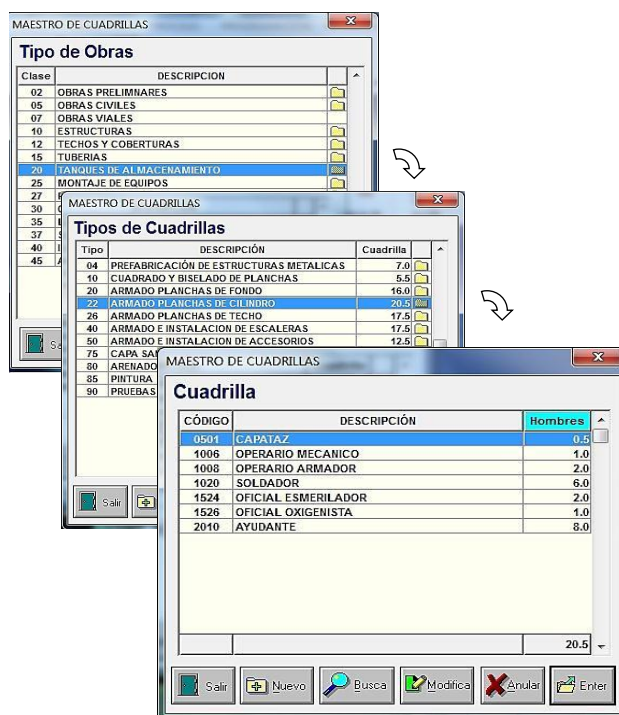 MAESTRO DE CUADRILLAS
Tipo de Obras
Clase DESCRIPCION
02 OBRAS PRELIMNARES
05 OBRAS CIVILES
07 OBRAS VIALES
10 ESTRUCTURAS
12 TECHOS Y COBERTURAS
15 TUBERIAS
20 TANQUES DE ALMACENAMIENTO
25 MONTAJE DE EQUIPOS
27
30
35
37
40
45
MAESTRO DE CUADRILLAS
Tipos de Cuadrillas
Tipo DESCRIPCIÓN Cuadrilla
04 PREFABRICACIÓN DE ESTRUCTURAS METALICAS 7.0
10 CUADRADO Y BISELADO DE PLANCHAS 5.5
20 ARMADO PLANCHAS DE FONDO 16.0
22 ARMADO PLANCHAS DE CILINDRO 20.5
26 ARMADO PLANCHAS DE TECHO 17.5
40 ARMADO E INSTALACION DE ESCALERAS 17.5
50 ARMADO E INSTALACION DE ACCESORIOS 12.5
75 CAPA
80 ARENADO
85 PINTURA
90 PRUEBAS
Salir
MAESTRO DE CUADRILLAS
Cuadrilla
CÓDIGO DESCRIPCIÓN Hombres
0501 CAPATAZ 0.5
1006 OPERARIO MECANICO 1.0
1008 OPERARIO ARMADOR 2.0
1020 SOLDADOR 6.0
1524 OFICIAL ESMERILADOR 2.0
1526 OFICIAL OXIGENISTA 1.0
2010 AYUDANTE 8.0
20.5
Salir Nuevo Busca Modifica Anular Enter